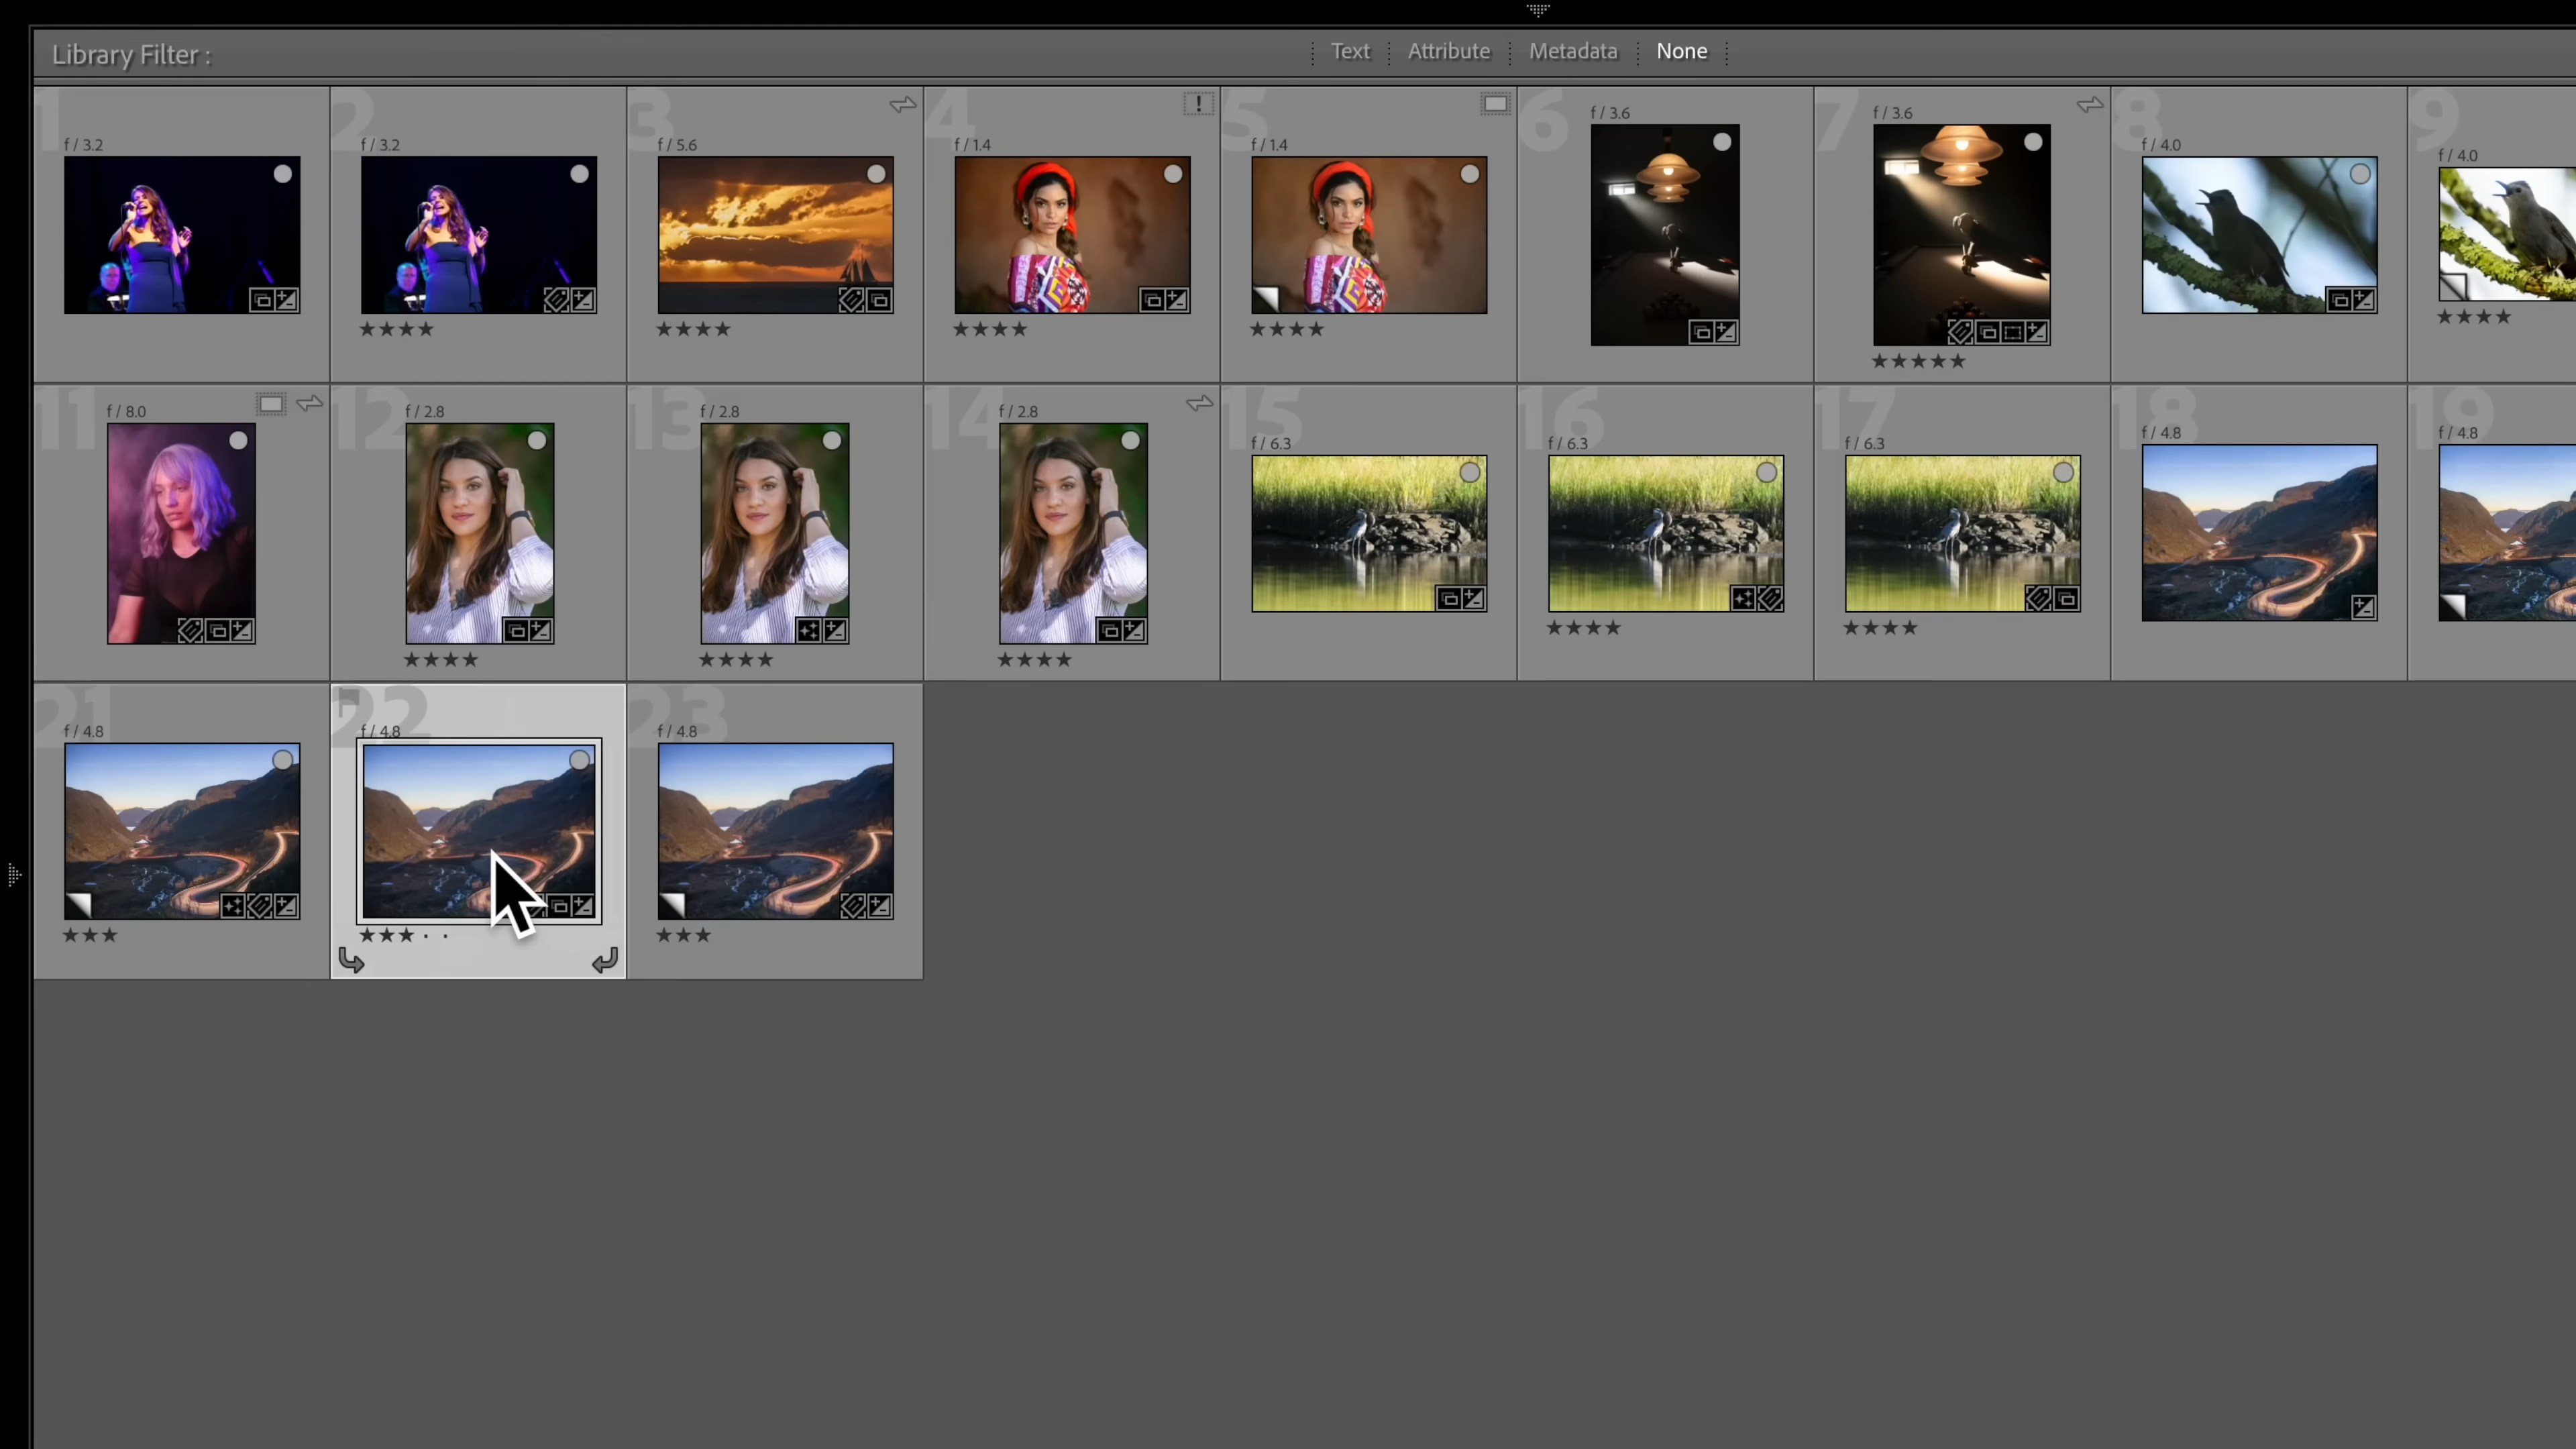 Library Filter : Text Attribute Metadata None
1 2 3 4 5 6 7 8 9
f / 3.2 f / 3.2 f / 5.6 f / 1.4 f / 1.4 f / 3.6 f / 3.6 f / 4.0 f / 4.0
11 12 13 14 15 16 17 18 19
f / 8.0 f / 2.8 f / 2.8 f / 2.8 f / 6.3 f / 6.3 f / 6.3 f / 4.8 f / 4.8
21 22 23
f / 4.8 f / 4.8 f / 4.8